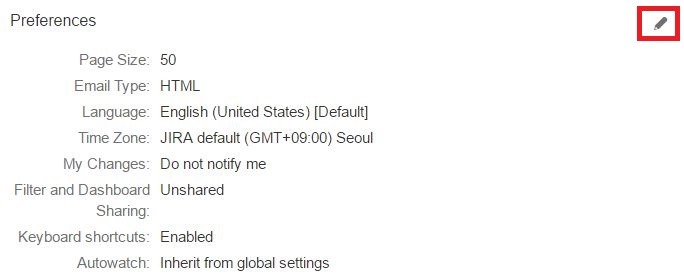 Preferences
Page Size: 50
Email Type: HTML
Language: English (United States) [Default]
Time Zone: JIRA default (GMT+09:00) Seoul
My Changes: Do not notify me
Filter and Dashboard Unshared
Sharing:
Keyboard shortcuts: Enabled
Autowatch: Inherit from global settings